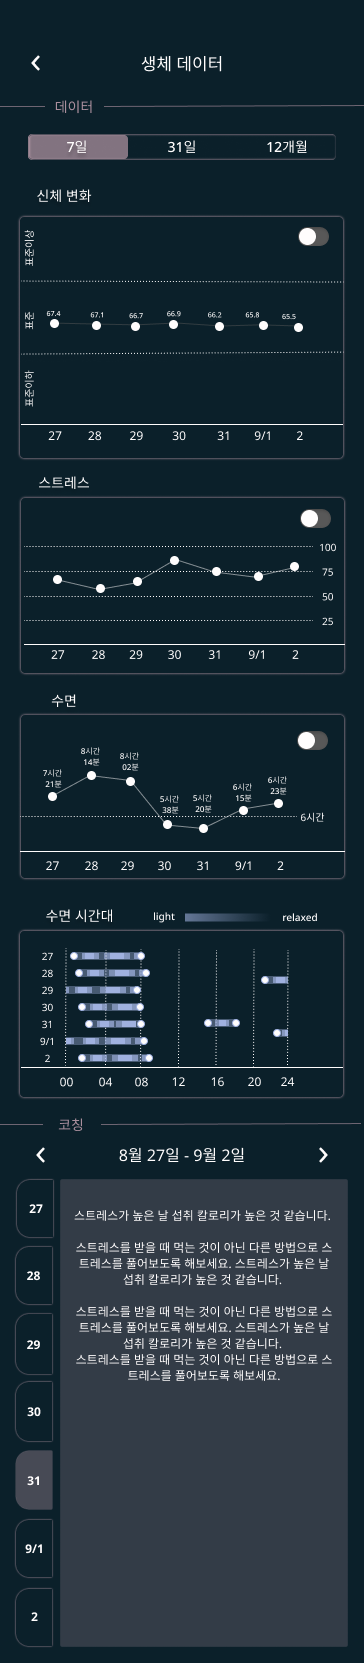 생체 데이터
데이터
7일 31일 12개월
신체 변화
표준이상
표준
표준이하
67.4 67.1 66.7 66.9 66.2 65.8 65.5
27 28 29 30 31 9/1 2
스트레스
100
75
50
25
27 28 29 30 31 9/1 2
수면
7시간 21분
8시간 14분
8시간 02분
5시간 38분
5시간 20분
6시간 15분
6시간 23분
6시간
27 28 29 30 31 9/1 2
수면 시간대 light relaxed
27
28
29
30
31
9/1
2
00 04 08 12 16 20 24
코칭
8월 27일 - 9월 2일
27
28
29
30
31
9/1
2
스트레스가 높은 날 섭취 칼로리가 높은 것 같습니다.
스트레스를 받을 때 먹는 것이 아닌 다른 방법으로 스
트레스를 풀어보도록 해보세요. 스트레스가 높은 날
섭취 칼로리가 높은 것 같습니다.
스트레스를 받을 때 먹는 것이 아닌 다른 방법으로 스
트레스를 풀어보도록 해보세요. 스트레스가 높은 날
섭취 칼로리가 높은 것 같습니다.
스트레스를 받을 때 먹는 것이 아닌 다른 방법으로 스
트레스를 풀어보도록 해보세요.